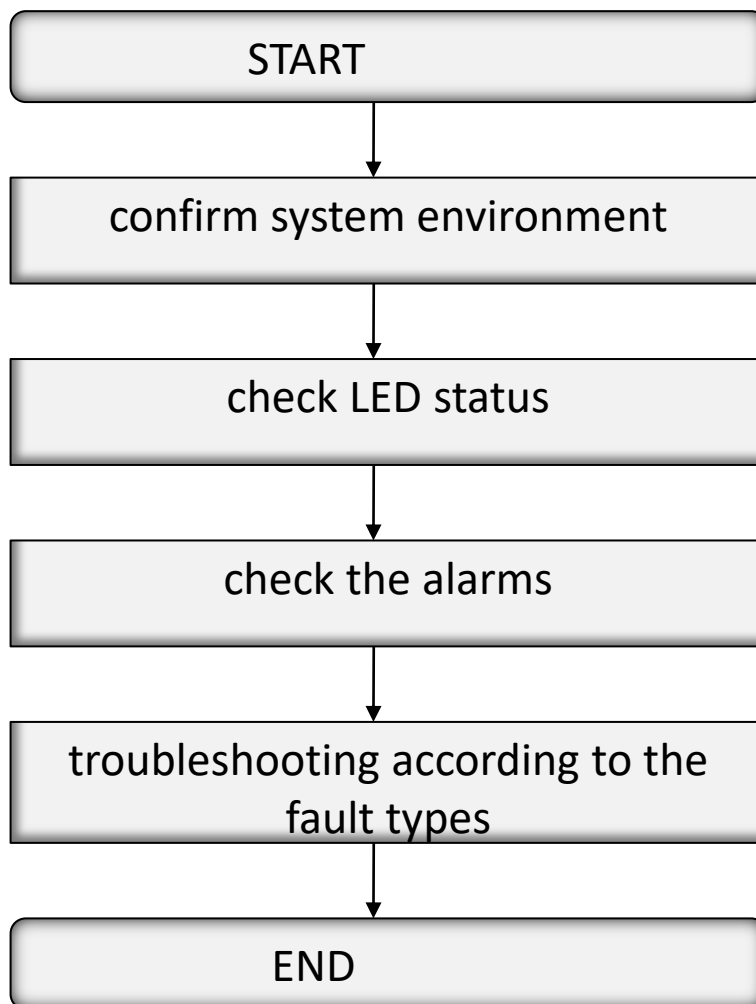 START
confirm system environment
check LED status
check the alarms
troubleshooting according to the
fault types
END